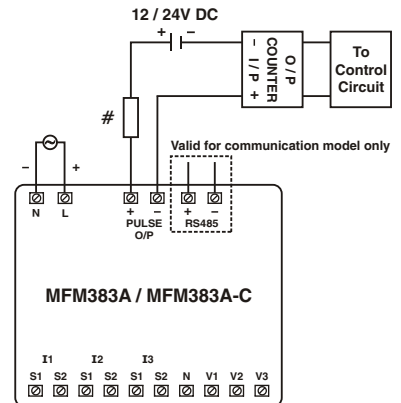 12 / 24V DC
+ −
− I / P +
COUNTER
O / P
To
Control
Circuit
#
Valid for communication model only
− +
N L
+ − + −
PULSE
O/P
RS485
MFM383A / MFM383A-C
I1 I2 I3
S1 S2 S1 S2 S1 S2 N V1 V2 V3